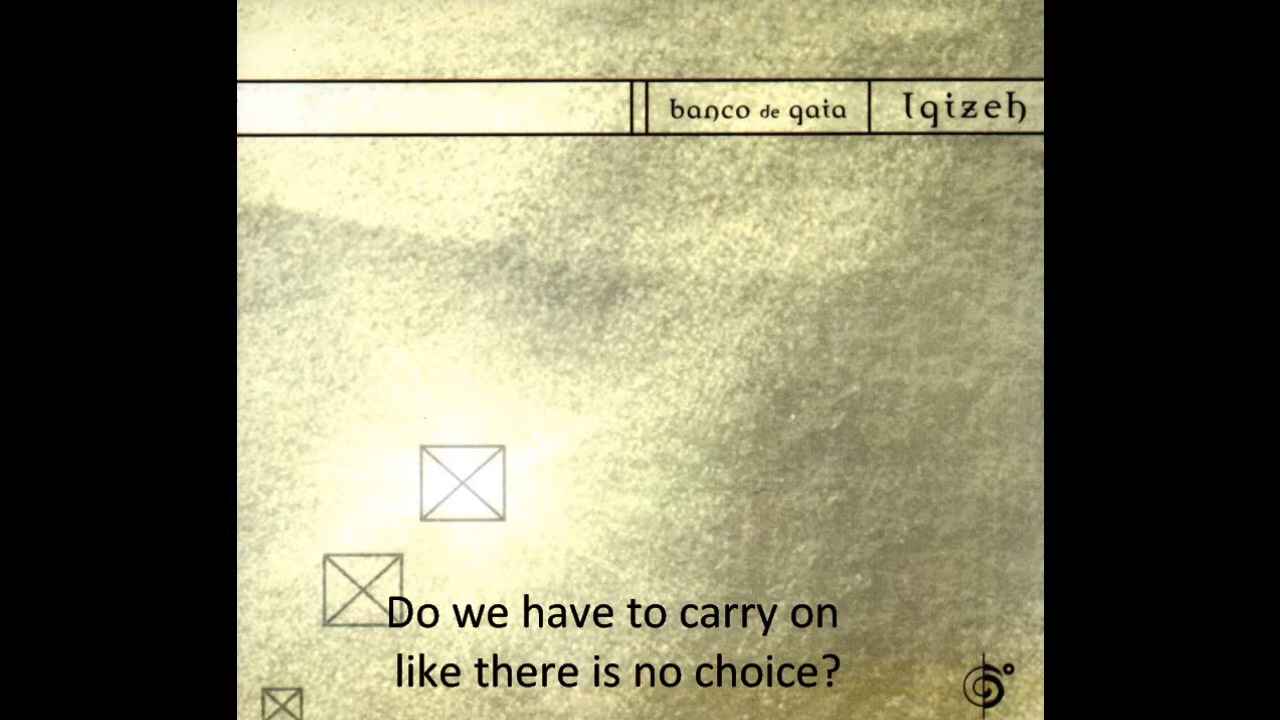 banco de gaia
Igizeh
Do we have to carry on
like there is no choice?